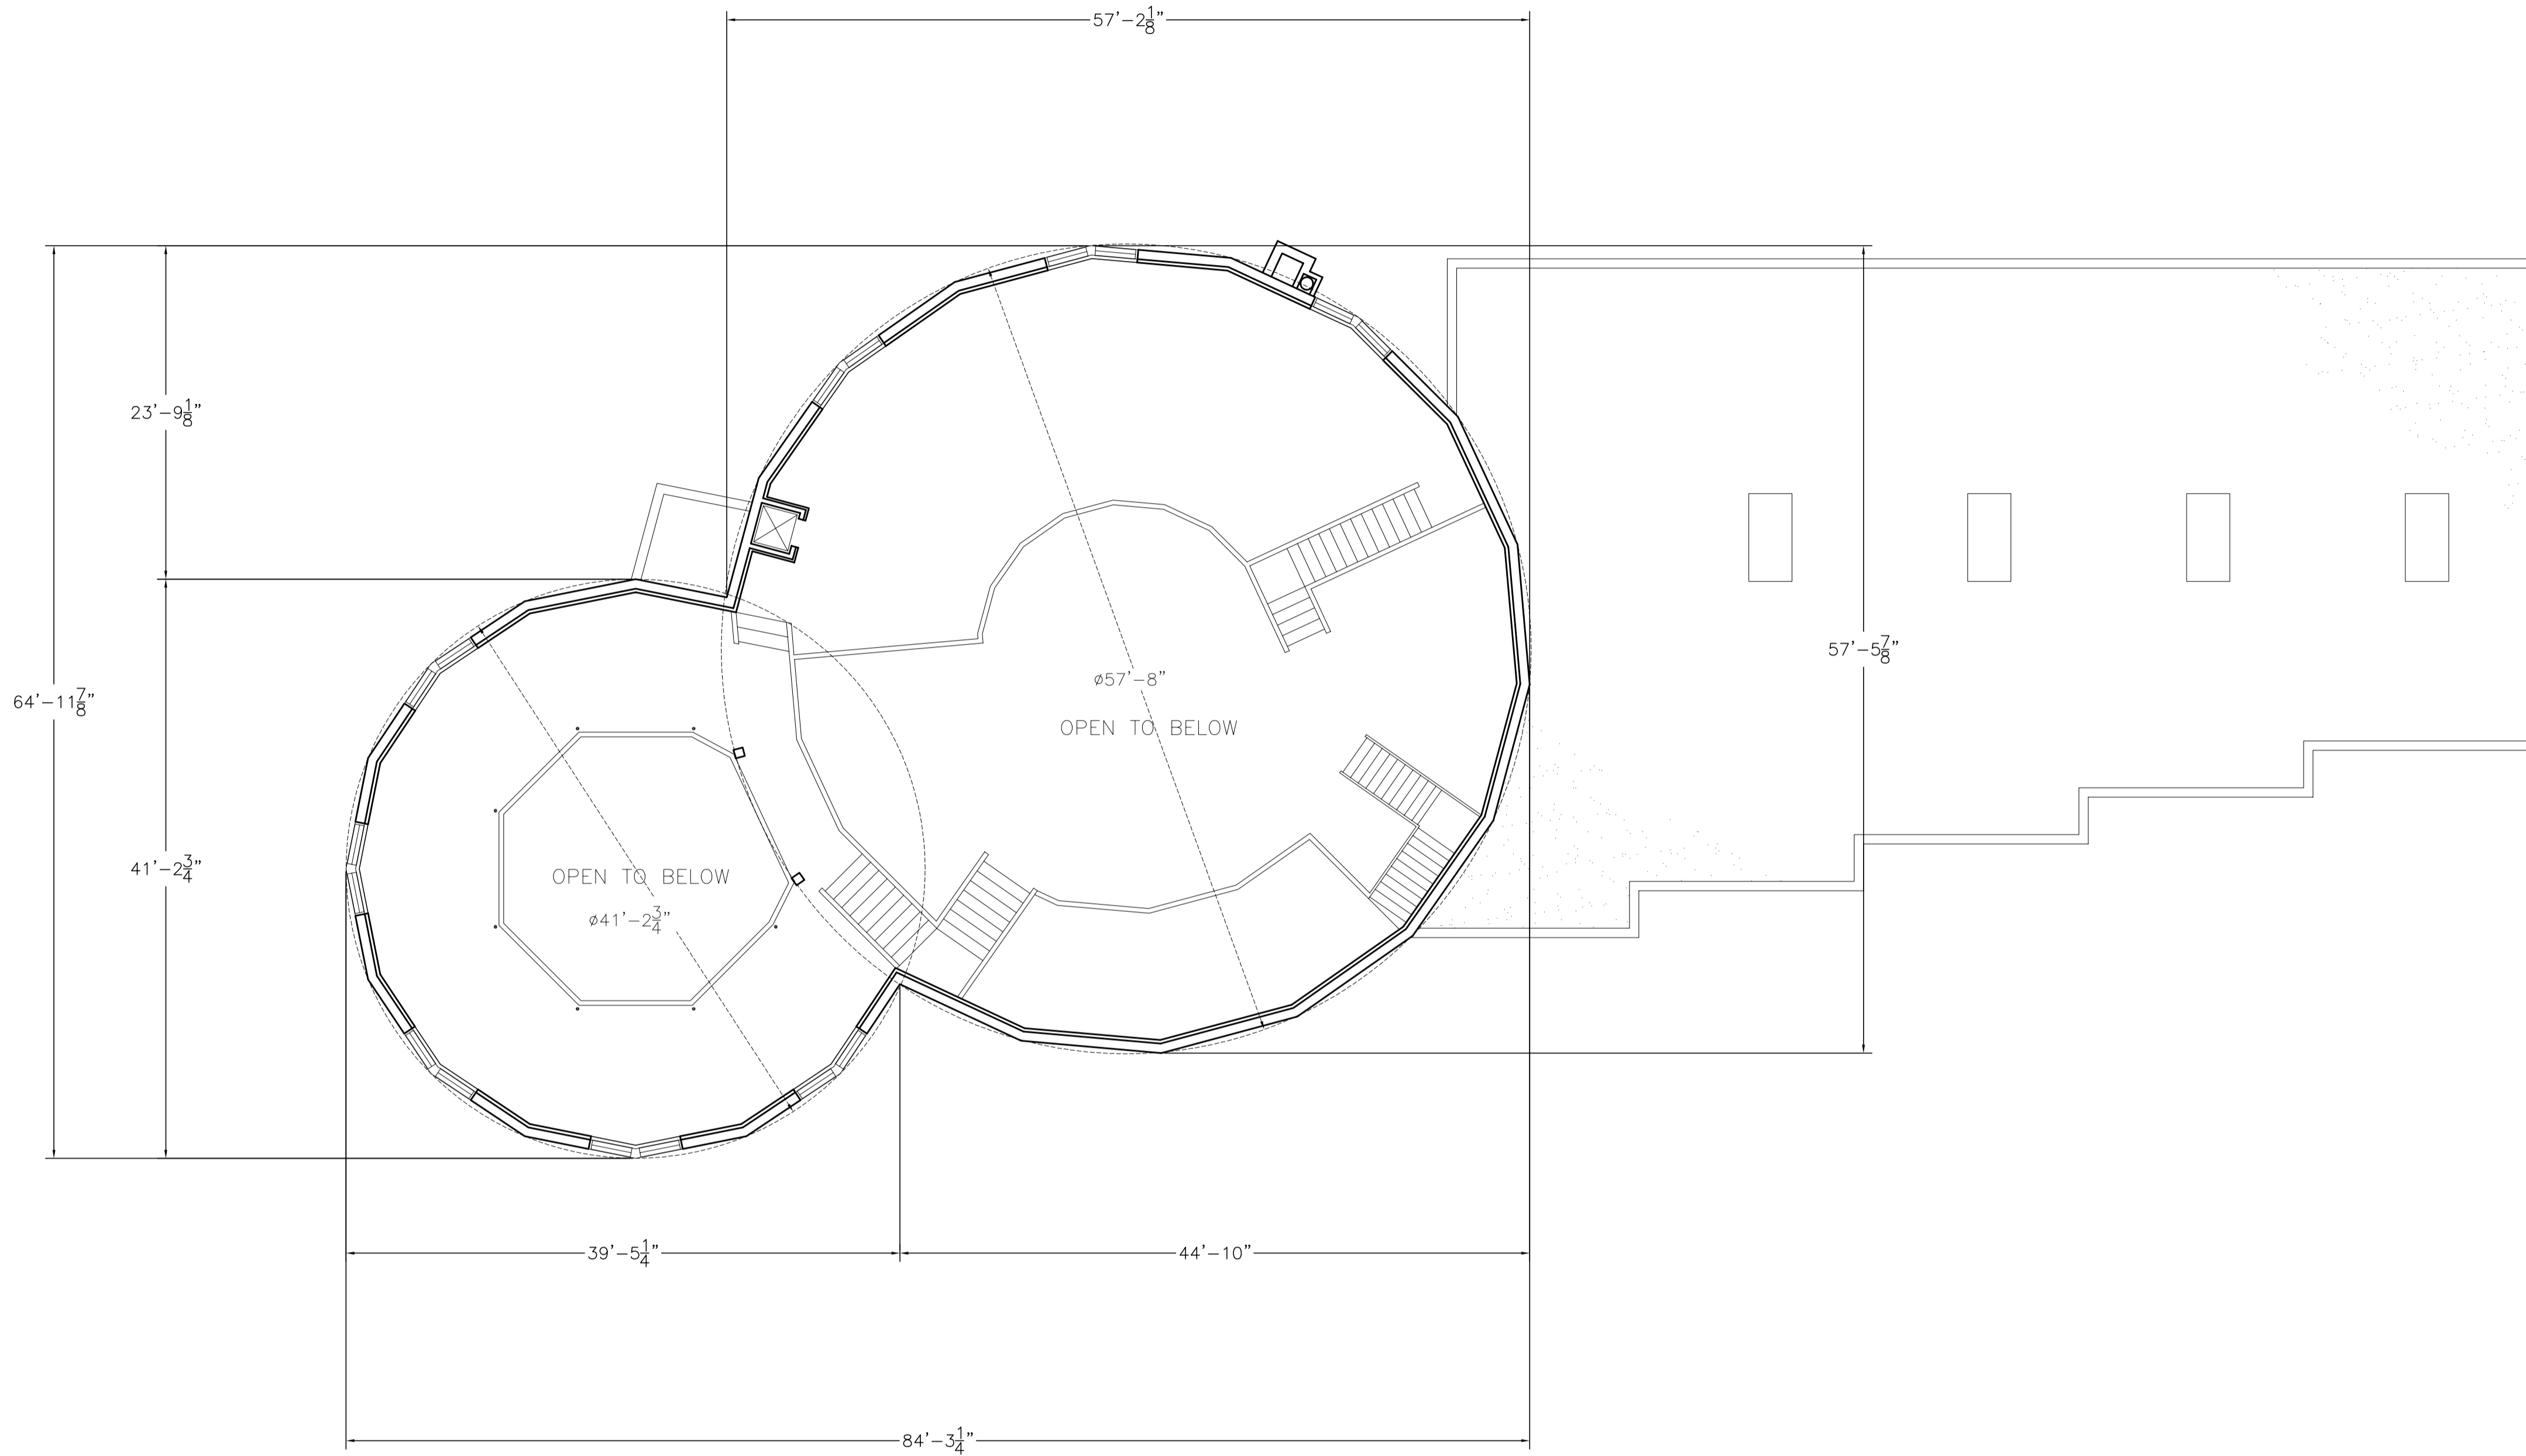 57'-2 1/8"
23'-9 1/8"
57'-5 7/8"
ø57'-8"
64'-11 7/8"
OPEN TO BELOW
41'-2 3/4"
OPEN TO BELOW
ø41'-2 3/4"
39'-5 1/4"
44'-10"
84'-3 1/4"